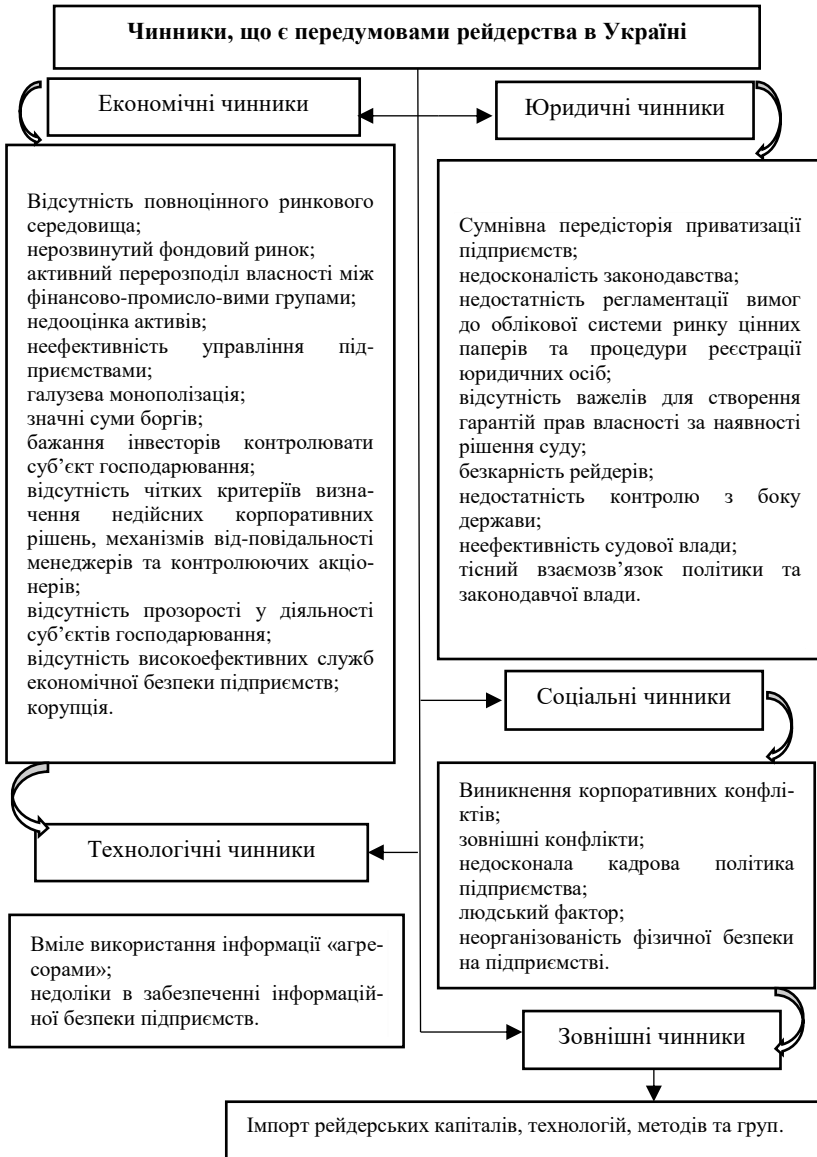 Чинники, що є передумовами рейдерства в Україні
Економічні чинники
Відсутність повноцінного ринкового
середовища;
нерозвинутий фондовий ринок;
активний перерозподіл власності між
фінансово-промисло-вими групами;
недооцінка активів;
неефективність управління під-
приємствами;
галузева монополізація;
значні суми боргів;
бажання інвесторів контролювати
суб’єкт господарювання;
відсутність чітких критеріїв визна-
чення недійсних корпоративних
рішень, механізмів від-повідальності
менеджерів та контролюючих акціо-
нерів;
відсутність прозорості у діяльності
суб’єктів господарювання;
відсутність високоефективних служб
економічної безпеки підприємств;
корупція.
Юридичні чинники
Сумнівна передісторія приватизації
підприємств;
недосконалість законодавства;
недостатність регламентації вимог
до облікової системи ринку цінних
паперів та процедури реєстрації
юридичних осіб;
відсутність важелів для створення
гарантій прав власності за наявності
рішення суду;
безкарність рейдерів;
недостатність контролю з боку
держави;
неефективність судової влади;
тісний взаємозв’язок політики та
законодавчої влади.
Соціальні чинники
Виникнення корпоративних конфлі-
ктів;
зовнішні конфлікти;
недосконала кадрова політика
підприємства;
людський фактор;
неорганізованість фізичної безпеки
на підприємстві.
Технологічні чинники
Вміле використання інформації «агре-
сорами»;
недоліки в забезпеченні інформацій-
ної безпеки підприємств.
Зовнішні чинники
Імпорт рейдерських капіталів, технологій, методів та груп.